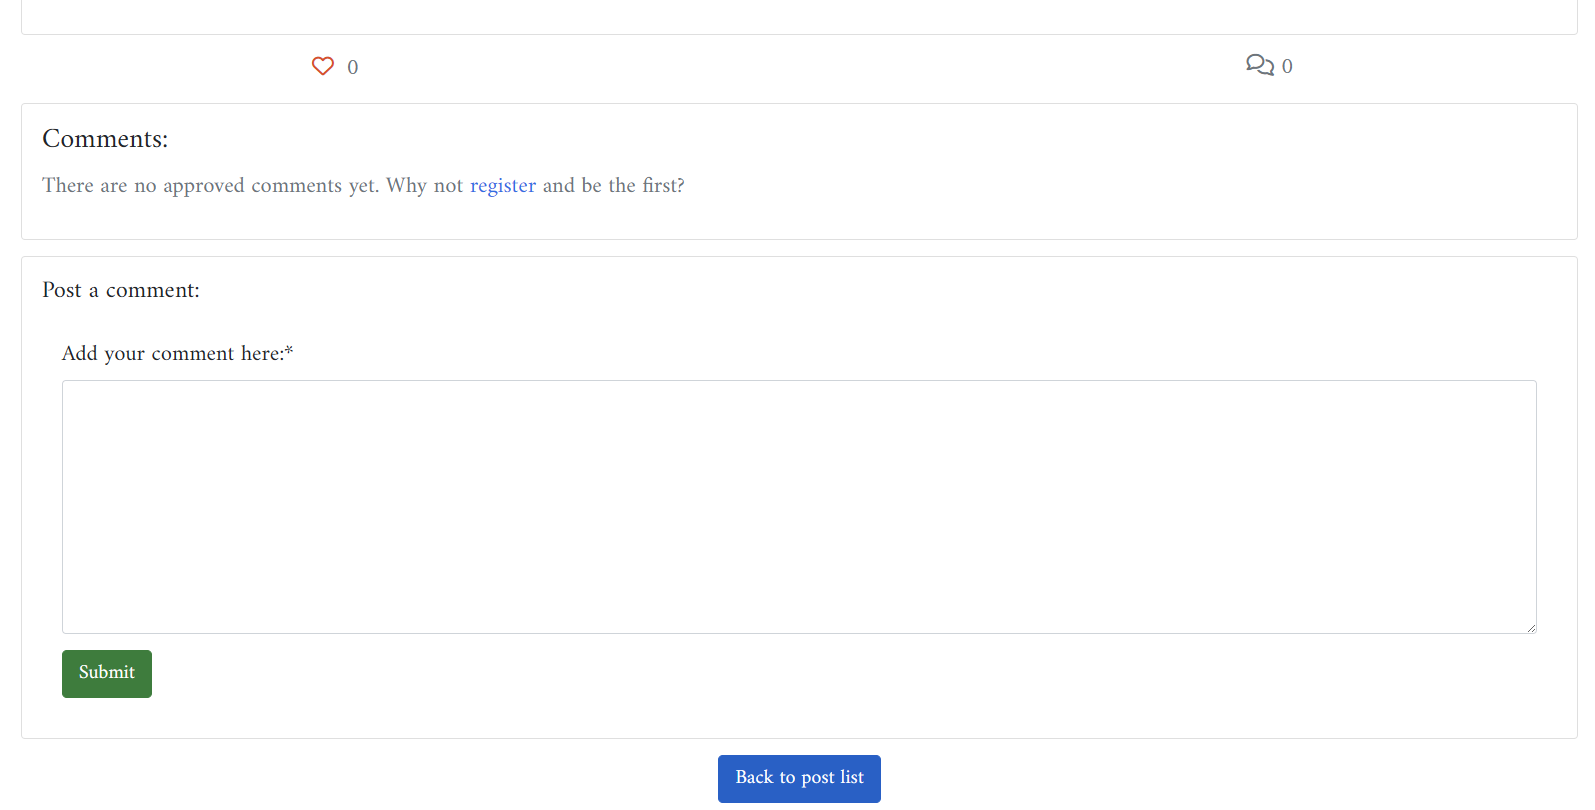 0
0
Comments:
There are no approved comments yet. Why not register and be the first?
Post a comment:
Add your comment here:*
Submit
Back to post list